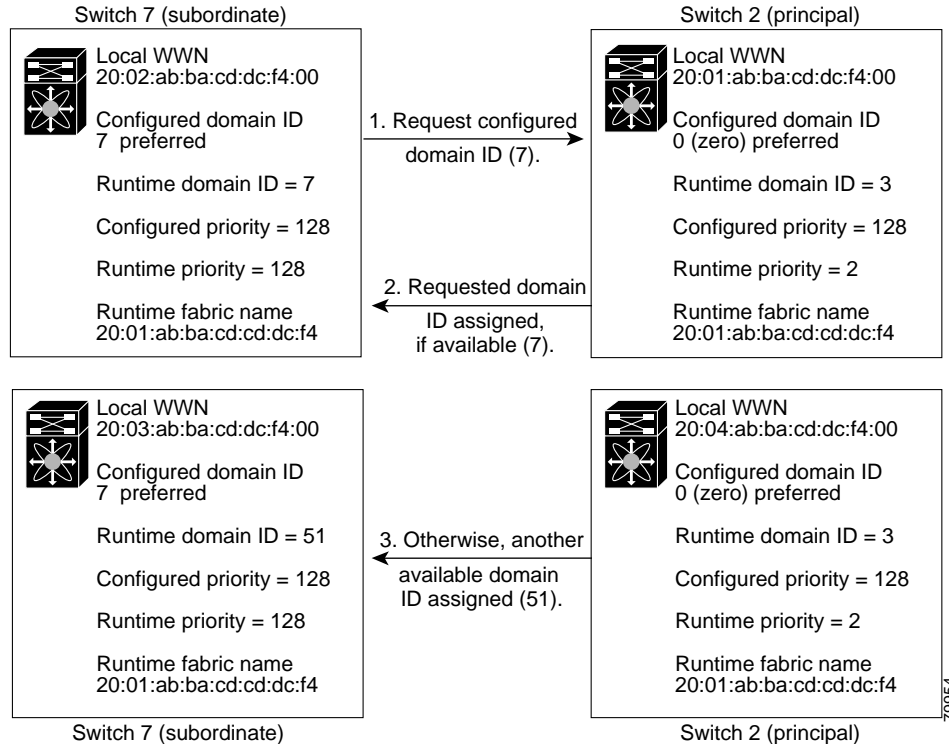 Switch 7 (subordinate)
Switch 2 (principal)
Local WWN
20:02:ab:ba:cd:dc:f4:00
Configured domain ID
7 preferred
Runtime domain ID = 7
Configured priority = 128
Runtime priority = 128
Runtime fabric name
20:01:ab:ba:cd:cd:dc:f4
1. Request configured
domain ID (7).
2. Requested domain
ID assigned,
if available (7).
Local WWN
20:01:ab:ba:cd:dc:f4:00
Configured domain ID
0 (zero) preferred
Runtime domain ID = 3
Configured priority = 128
Runtime priority = 2
Runtime fabric name
20:01:ab:ba:cd:cd:dc:f4
Local WWN
20:03:ab:ba:cd:dc:f4:00
Configured domain ID
7 preferred
Runtime domain ID = 51
Configured priority = 128
Runtime priority = 128
Runtime fabric name
20:01:ab:ba:cd:cd:dc:f4
3. Otherwise, another
available domain
ID assigned (51).
Local WWN
20:04:ab:ba:cd:dc:f4:00
Configured domain ID
0 (zero) preferred
Runtime domain ID = 3
Configured priority = 128
Runtime priority = 2
Runtime fabric name
20:01:ab:ba:cd:cd:dc:f4
Switch 7 (subordinate)
Switch 2 (principal)